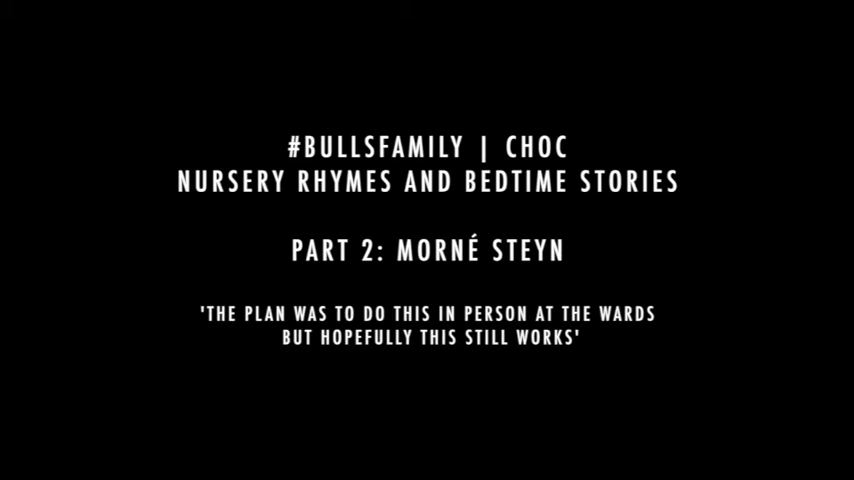 #BULLSFAMILY | CHOC
NURSERY RHYMES AND BEDTIME STORIES
PART 2: MORNÉ STEYN
'THE PLAN WAS TO DO THIS IN PERSON AT THE WARDS
BUT HOPEFULLY THIS STILL WORKS'